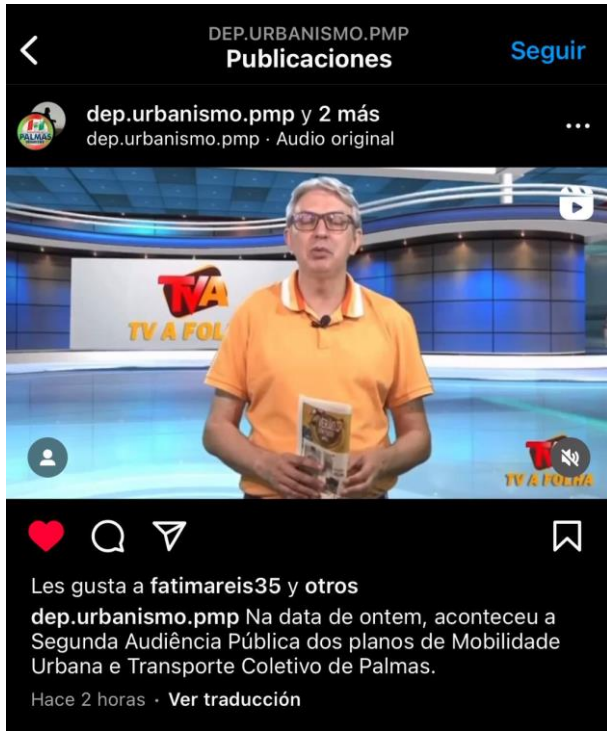 DEP.URBANISMO.PMP
Publicaciones
Seguir
dep.urbanismo.pmp y 2 más
dep.urbanismo.pmp · Audio original
PALMAS
TVA
TV A FOL
TVA
TV A FOLHA
Les gusta a fatimareis35 y otros
dep.urbanismo.pmp Na data de ontem, aconteceu a
Segunda Audiência Pública dos planos de Mobilidade
Urbana e Transporte Coletivo de Palmas.
Hace 2 horas · Ver traducción